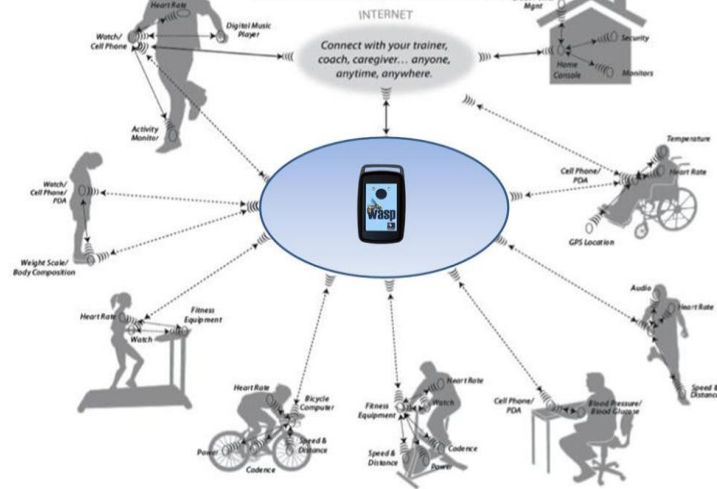 INTERNET
Connect with your trainer,
coach, caregiver... anyone,
anytime, anywhere.
Heart Rate
Watch/
Cell Phone
Digital Music
Player
Activity
Monitor
Mgnt
Security
Home
Console
Monitors
Watch/
Cell Phone/
PDA
Weight Scale/
Body Composition
wasp
Temperature
Cell Phone/
PDA
Heart Rate
GPS Location
Heart Rate
Fitness
Equipment
Watch
Audio
Heart Rate
Speed &
Distance
Heart Rate
Bicycle
Computer
Power
Speed &
Distance
Cadence
Heart Rate
Fitness
Equipment
Watch
Speed &
Distance
Cadence
Power
Cell Phone/
PDA
Blood Pressure/
Blood Glucose